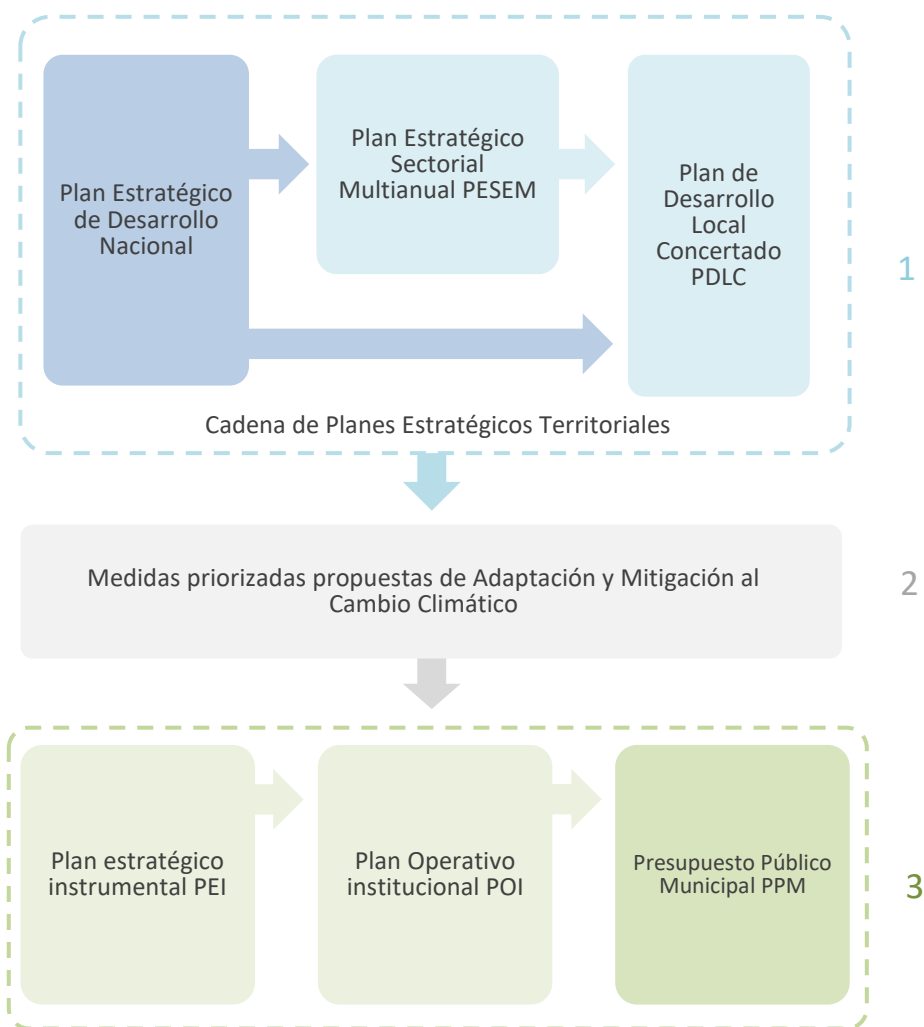 Plan Estratégico
de Desarrollo
Nacional
Plan Estratégico
Sectorial
Multianual PESEM
Plan de
Desarrollo
Local
Concertado
PDLC
1
Cadena de Planes Estratégicos Territoriales
Medidas priorizadas propuestas de Adaptación y Mitigación al
Cambio Climático
2
Plan estratégico
instrumental PEI
Plan Operativo
institucional POI
Presupuesto Público
Municipal PPM
3